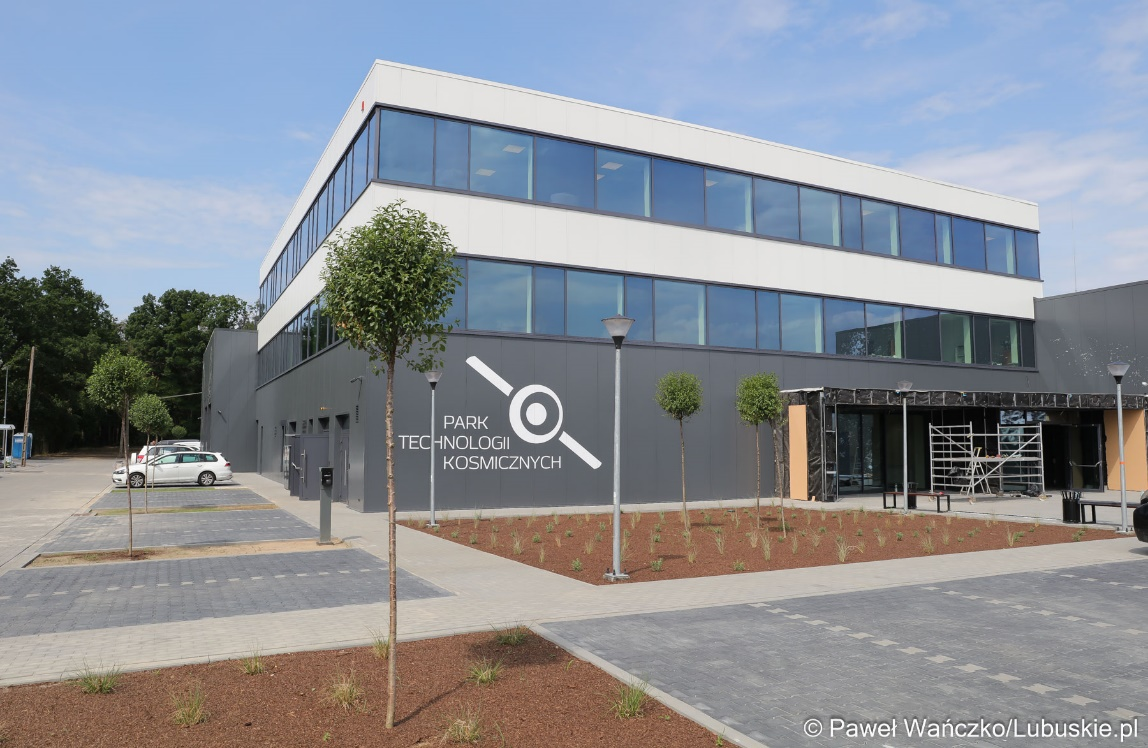 PARK
TECHNOLOGII
KOSMICZNYCH
© Paweł Wańczko/Lubuskie.pl